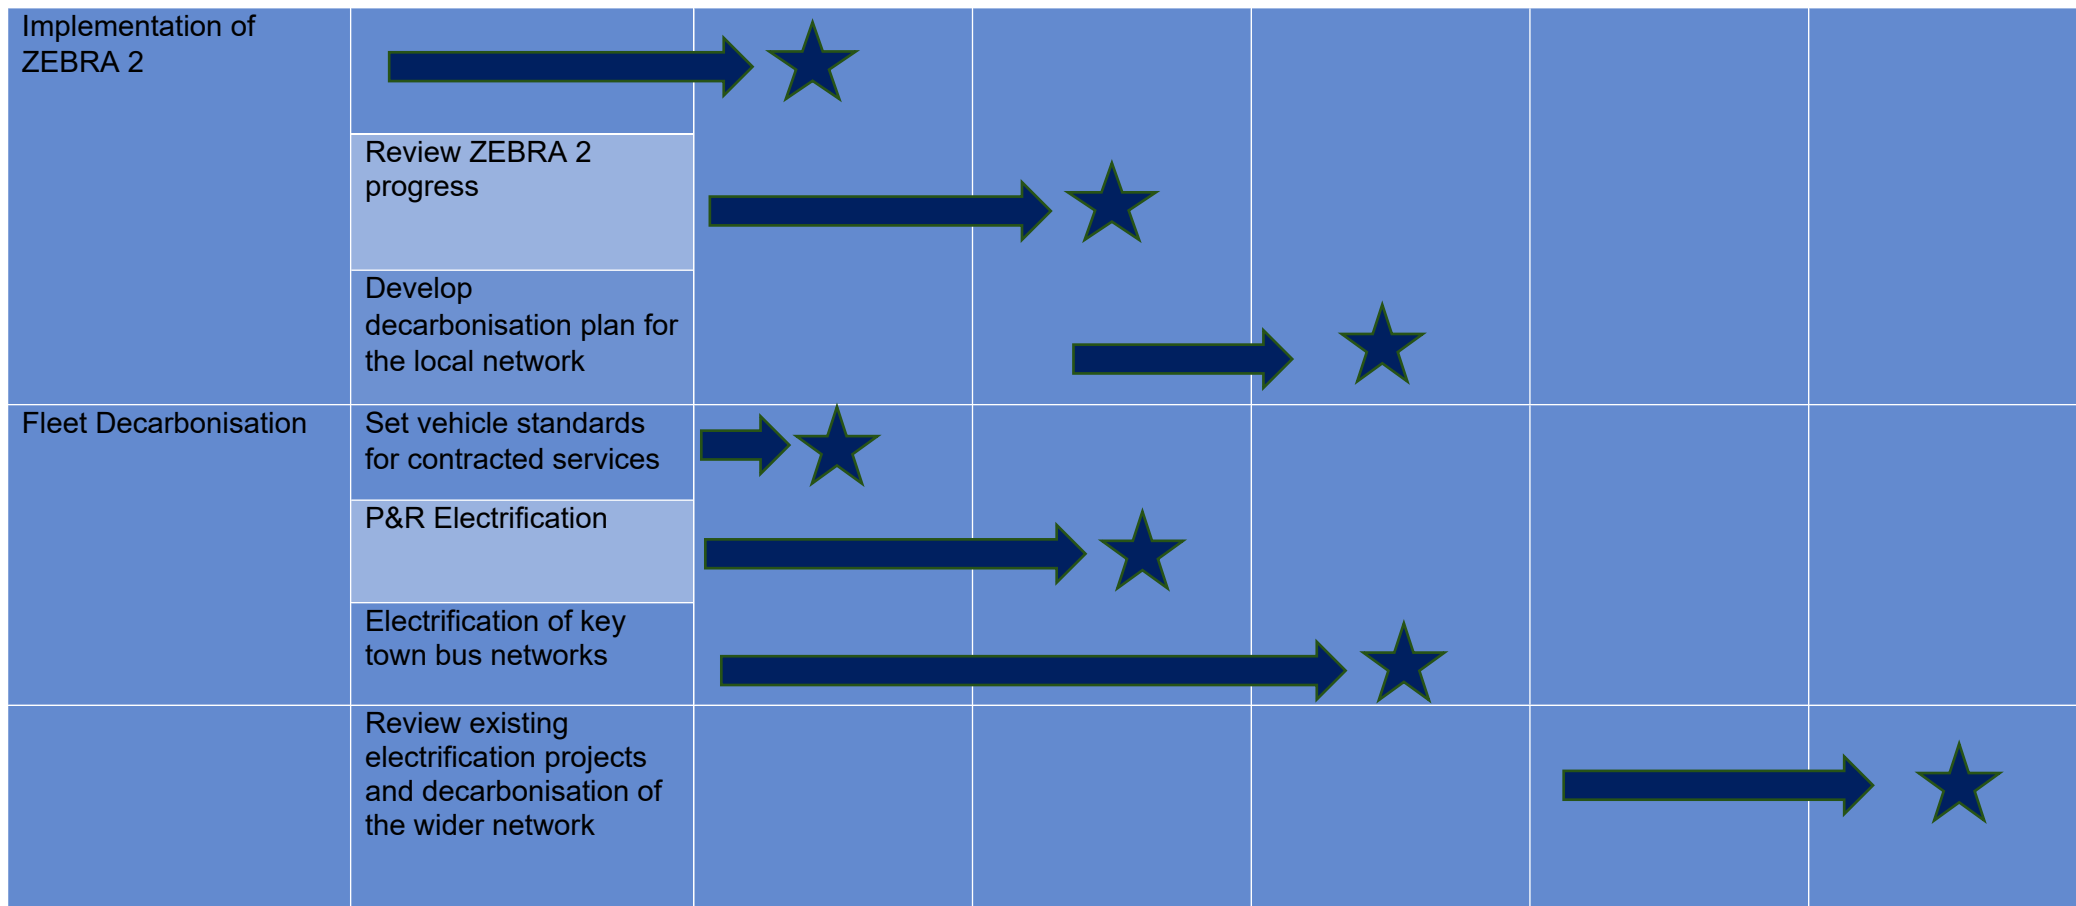 Implementation of
ZEBRA 2
Review ZEBRA 2
progress
Develop
decarbonisation plan for
the local network
Fleet Decarbonisation
Set vehicle standards
for contracted services
P&R Electrification
Electrification of key
town bus networks
Review existing
electrification projects
and decarbonisation of
the wider network